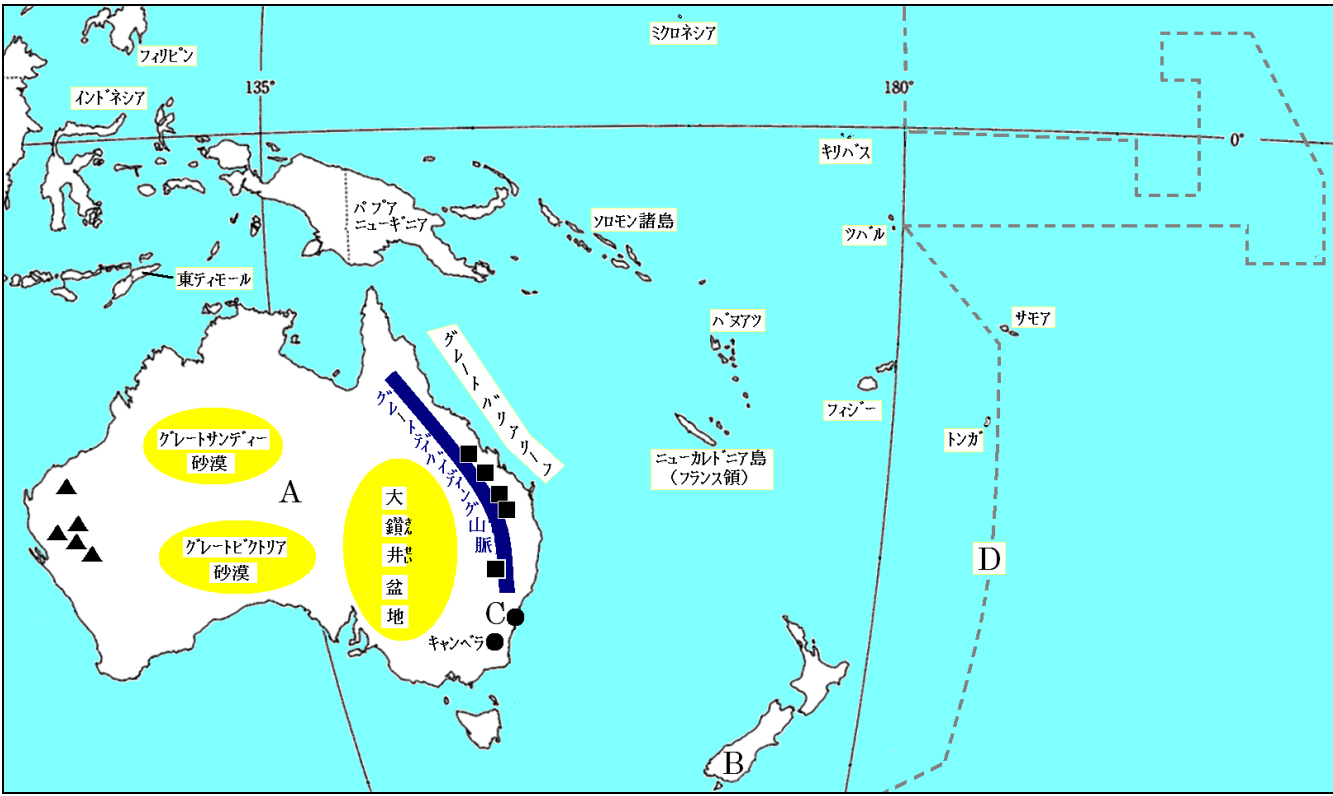 ミクロネシア
フィリピン
135°
180°
インドネシア
0°
キリバス
パプア
ニューギニア
ソロモン諸島
ツバル
東ティモール
バヌアツ
サモア
グレートバリアリーフ
グレートディバイディング山脈
フィジー
トンガ
グレートサンディー
砂漠
ニューカレドニア島
(フランス領)
A
大鑽井盆地
きん
せい
グレートビクトリア
砂漠
D
C
キャンベラ
B